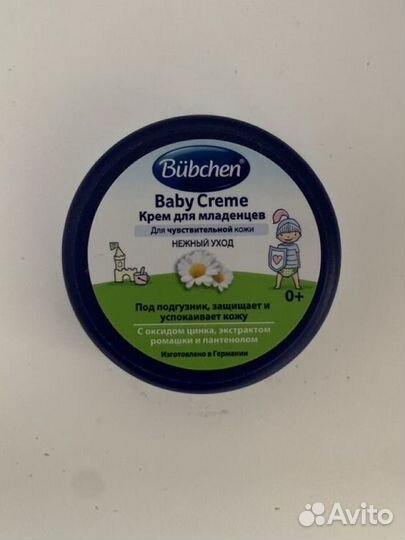 Bübchen®
Baby Creme
Крем для младенцев
Для чувствительной кожи
НЕЖНЫЙ УХОД
0+
Под подгузник, защищает и
успокаивает кожу
С оксидом цинка, экстрактом
ромашки и пантенолом
Изготовлено в Германии
Avito